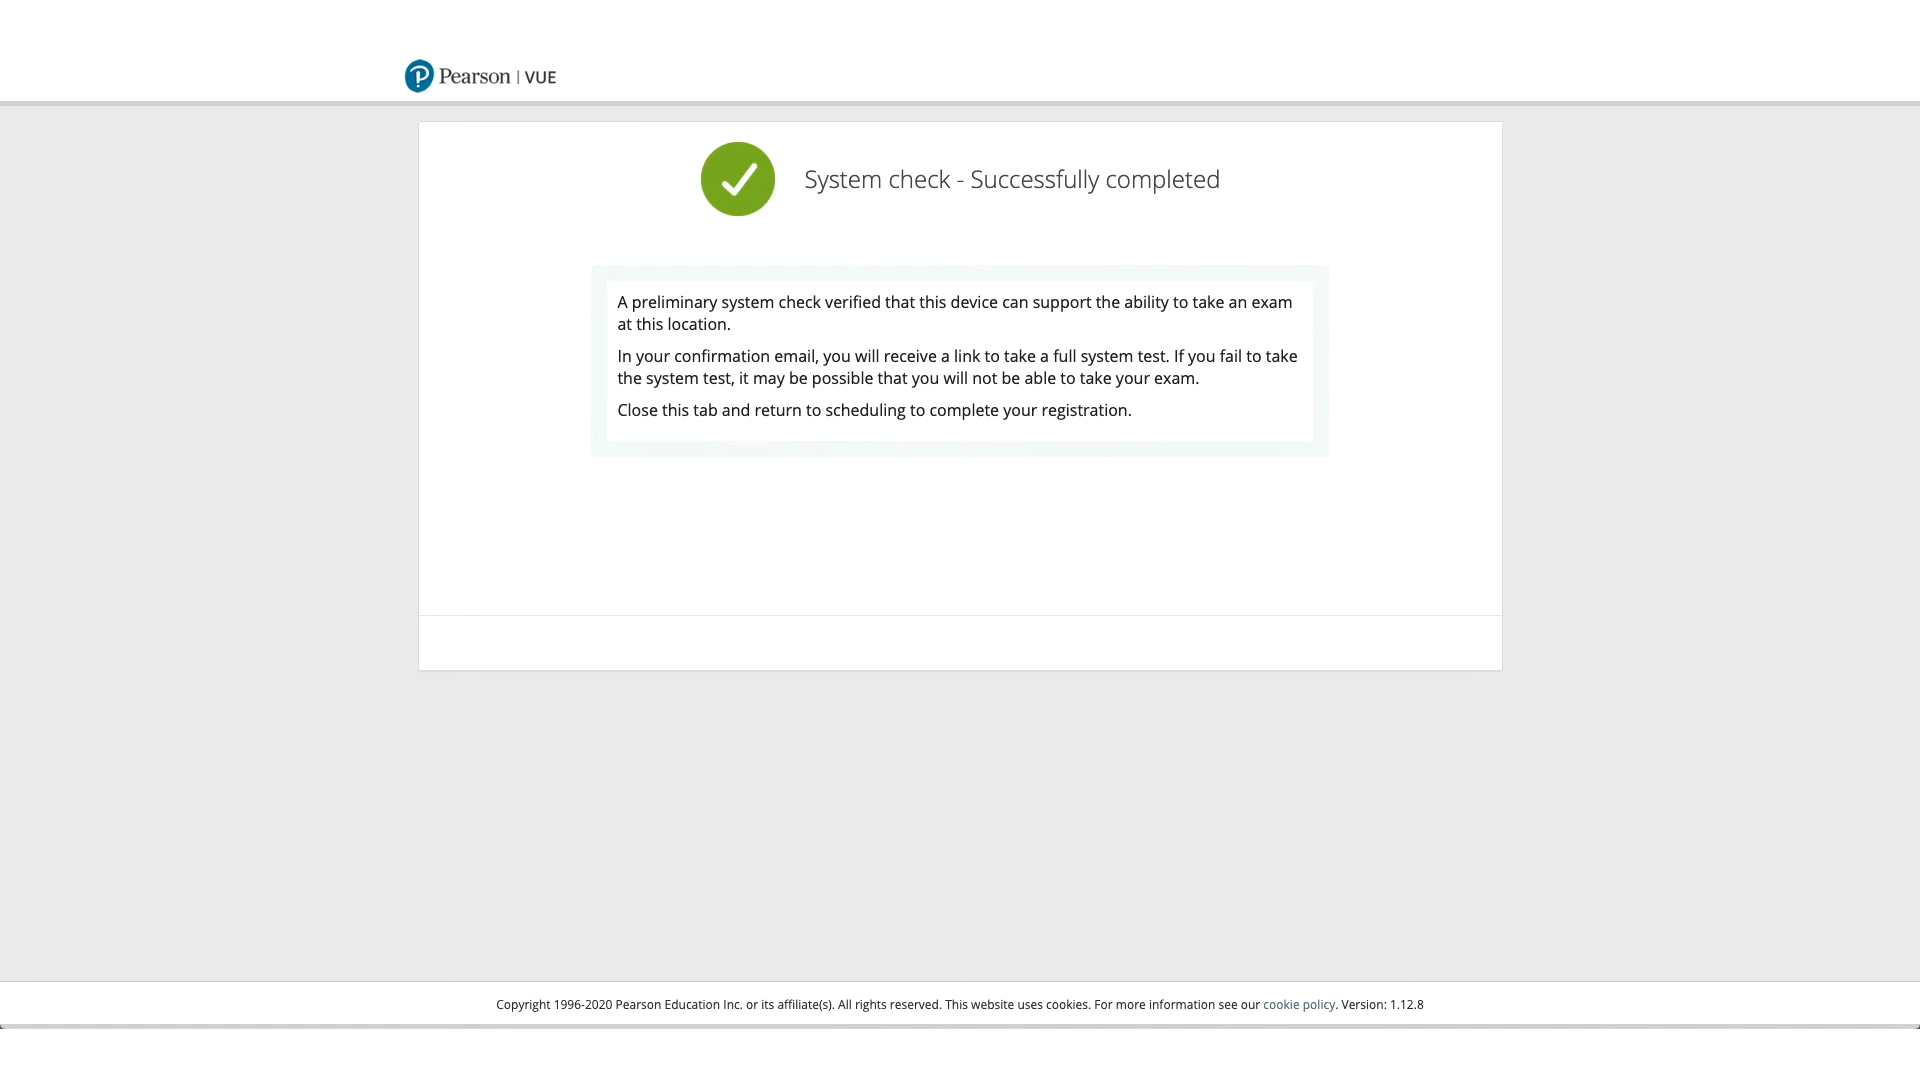 Pearson | VUE
System check - Successfully completed
A preliminary system check verified that this device can support the ability to take an exam
at this location.
In your confirmation email, you will receive a link to take a full system test. If you fail to take
the system test, it may be possible that you will not be able to take your exam.
Close this tab and return to scheduling to complete your registration.
Copyright 1996-2020 Pearson Education Inc. or its affiliate(s). All rights reserved. This website uses cookies. For more information see our cookie policy. Version: 1.12.8